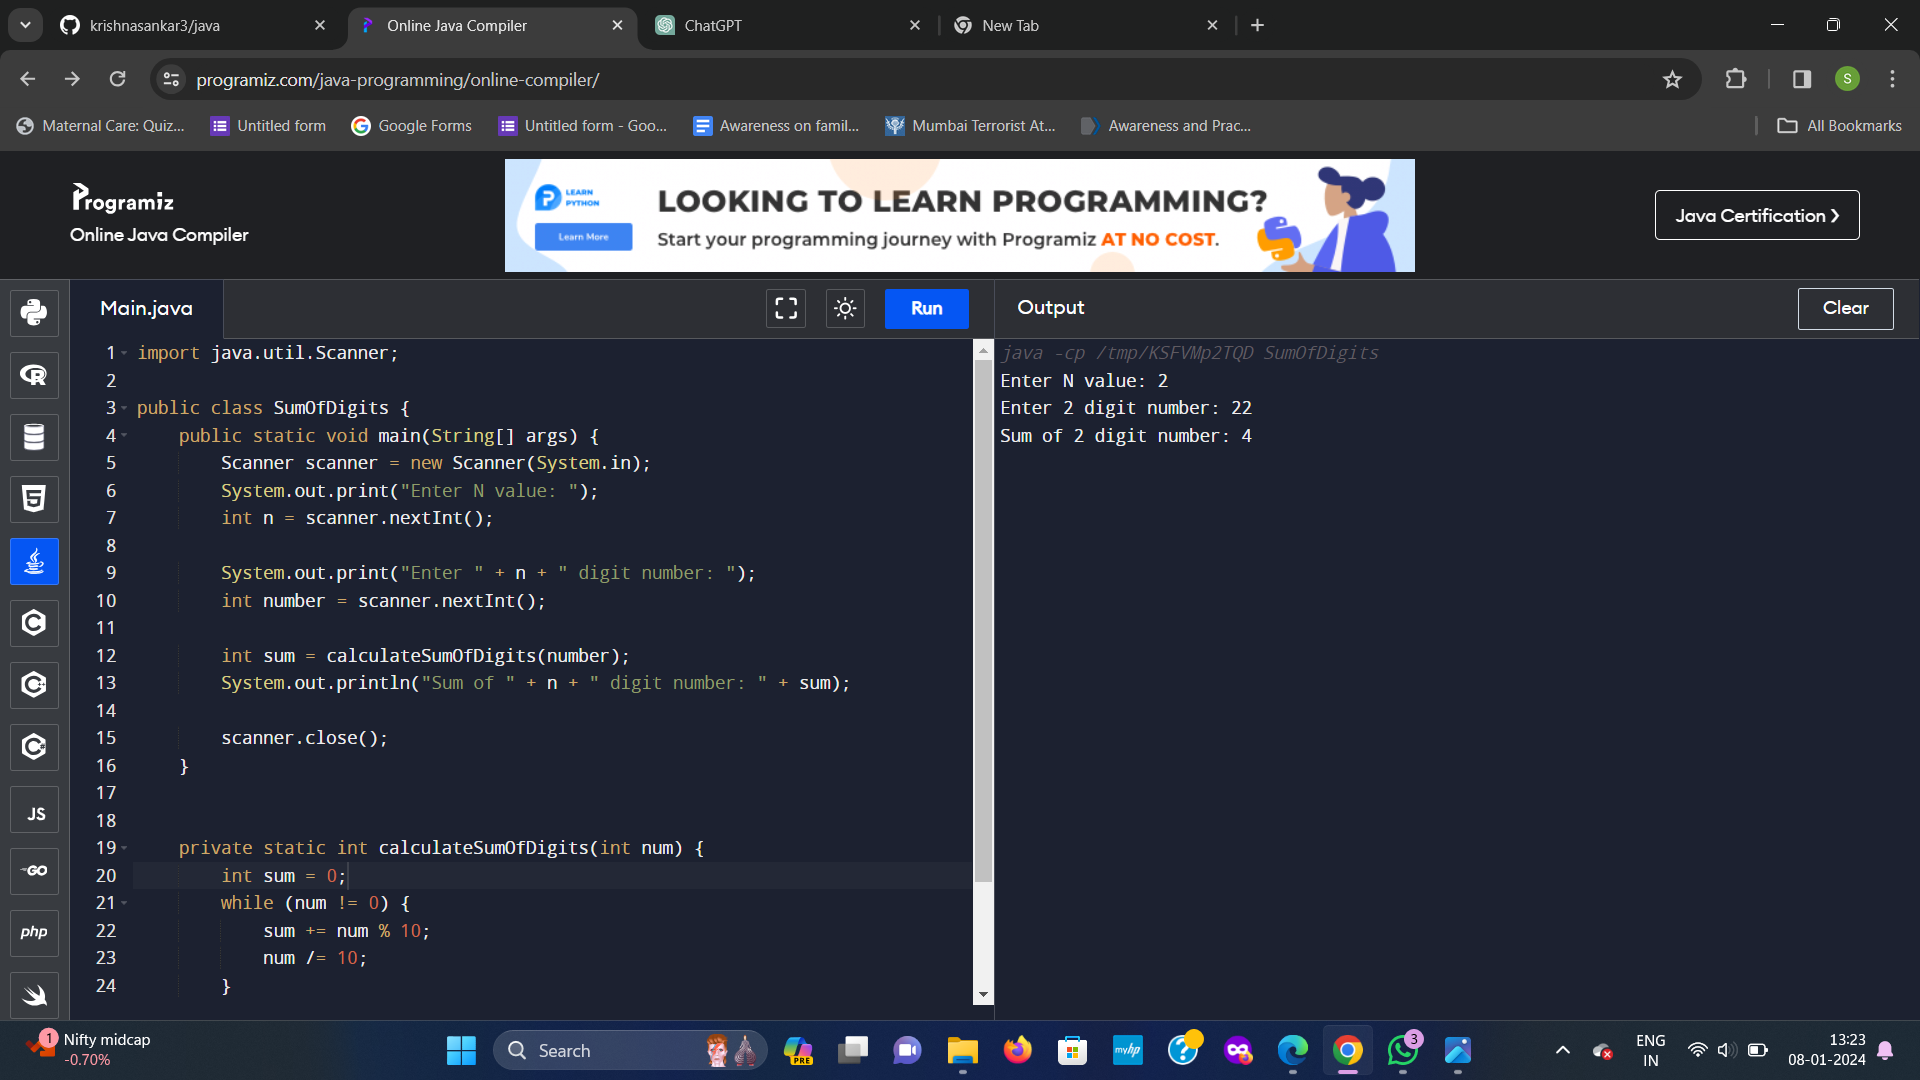 krishnasankar3/java
Online Java Compiler
ChatGPT
New Tab
programiz.com/java-programming/online-compiler/
S
Maternal Care: Quiz...
Untitled form
Google Forms
Untitled form - Goo...
Awareness on famil...
Mumbai Terrorist At...
Awareness and Prac...
All Bookmarks
Programiz
Online Java Compiler
LEARN
PYTHON
Learn More
LOOKING TO LEARN PROGRAMMING?
Start your programming journey with Programiz AT NO COST.
Java Certification ❯
Main.java
Run
Output
Clear
1 import java.util.Scanner;
2
3 public class SumOfDigits {
4 public static void main(String[] args) {
5 Scanner scanner = new Scanner(System.in);
6 System.out.print("Enter N value: ");
7 int n = scanner.nextInt();
8
9 System.out.print("Enter " + n + " digit number: ");
10 int number = scanner.nextInt();
11
12 int sum = calculateSumOfDigits(number);
13 System.out.println("Sum of " + n + " digit number: " + sum);
14
15 scanner.close();
16 }
17
18
19 private static int calculateSumOfDigits(int num) {
20 int sum = 0;
21 while (num != 0) {
22 sum += num % 10;
23 num /= 10;
24 }
java -cp /tmp/KSFVMp2TQD SumOfDigits
Enter N value: 2
Enter 2 digit number: 22
Sum of 2 digit number: 4
JS
GO
php
1
Nifty midcap
-0.70%
Search
PRE
myhp
3
ENG
IN
13:23
08-01-2024